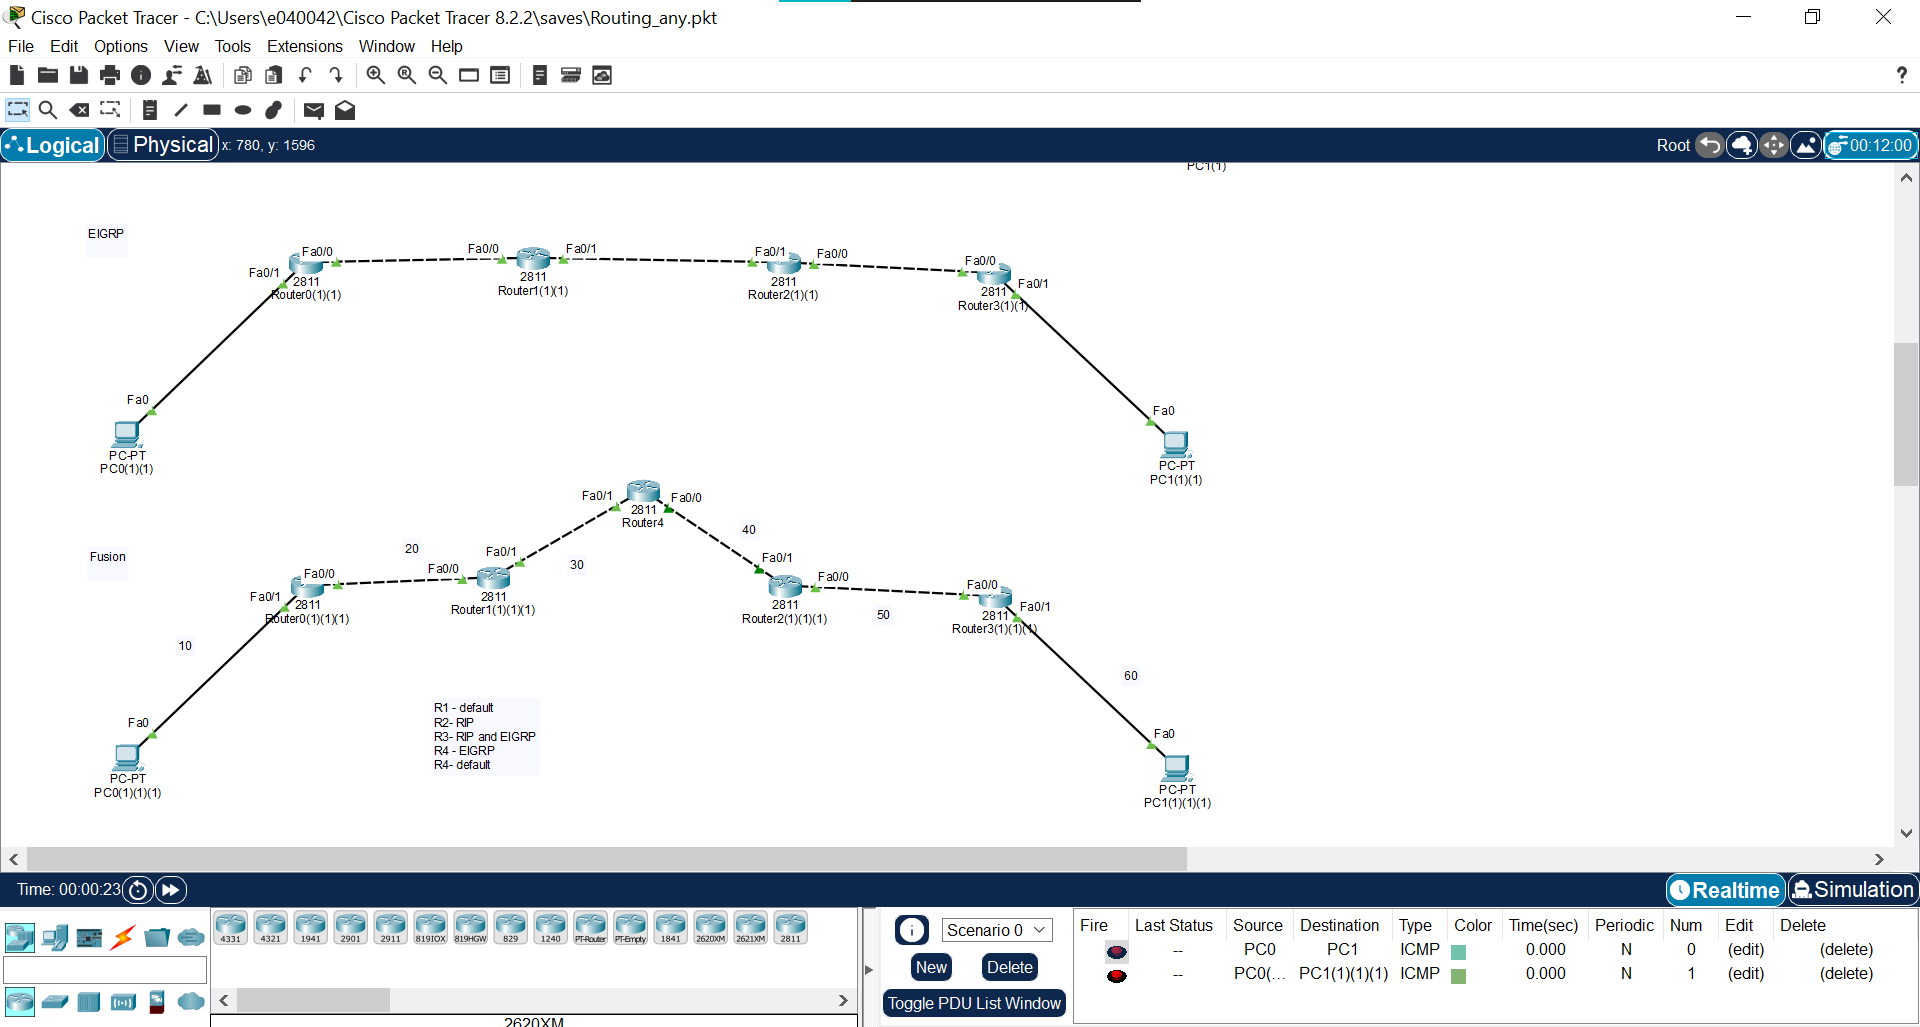 Cisco Packet Tracer - C:\Users\e040042\Cisco Packet Tracer 8.2.2\saves\Routing_any.pkt
File Edit Options View Tools Extensions Window Help
?
Logical Physical x: 780, y: 1596 Root 00:12:00
PC1(1)
EIGRP
Fa0/0 Fa0/0 Fa0/1 Fa0/1 Fa0/0
Fa0/1 2811 2811 2811 Fa0/0
Router0(1)(1) Router1(1)(1) Router2(1)(1) 2811 Fa0/1
Router3(1)(1)
Fa0 Fa0
PC-PT PC-PT
PC0(1)(1) PC1(1)(1)
Fa0/1 Fa0/0
2811
Router4
Fusion
20 Fa0/1 30 40 Fa0/1
Fa0/0 Fa0/0 Fa0/0 Fa0/0
Fa0/1 2811 2811 2811 2811 Fa0/1
Router0(1)(1)(1) Router1(1)(1)(1) Router2(1)(1)(1) 50 Router3(1)(1)(1)
10 60
R1 - default
R2- RIP
R3- RIP and EIGRP
R4 - EIGRP
R4- default
Fa0 Fa0
PC-PT PC-PT
PC0(1)(1)(1) PC1(1)(1)(1)
Time: 00:00:23 Realtime Simulation
4331 4321 1941 2901 2911 819IOX 819HGW 829 1240 PT-Router PT-Empty 1841 2620XM 2621XM 2811
2620XM
Scenario 0
New Delete
Toggle PDU List Window
Fire Last Status Source Destination Type Color Time(sec) Periodic Num Edit Delete
-- PC0 PC1 ICMP 0.000 N 0 (edit) (delete)
-- PC0(... PC1(1)(1)(1) ICMP 0.000 N 1 (edit) (delete)